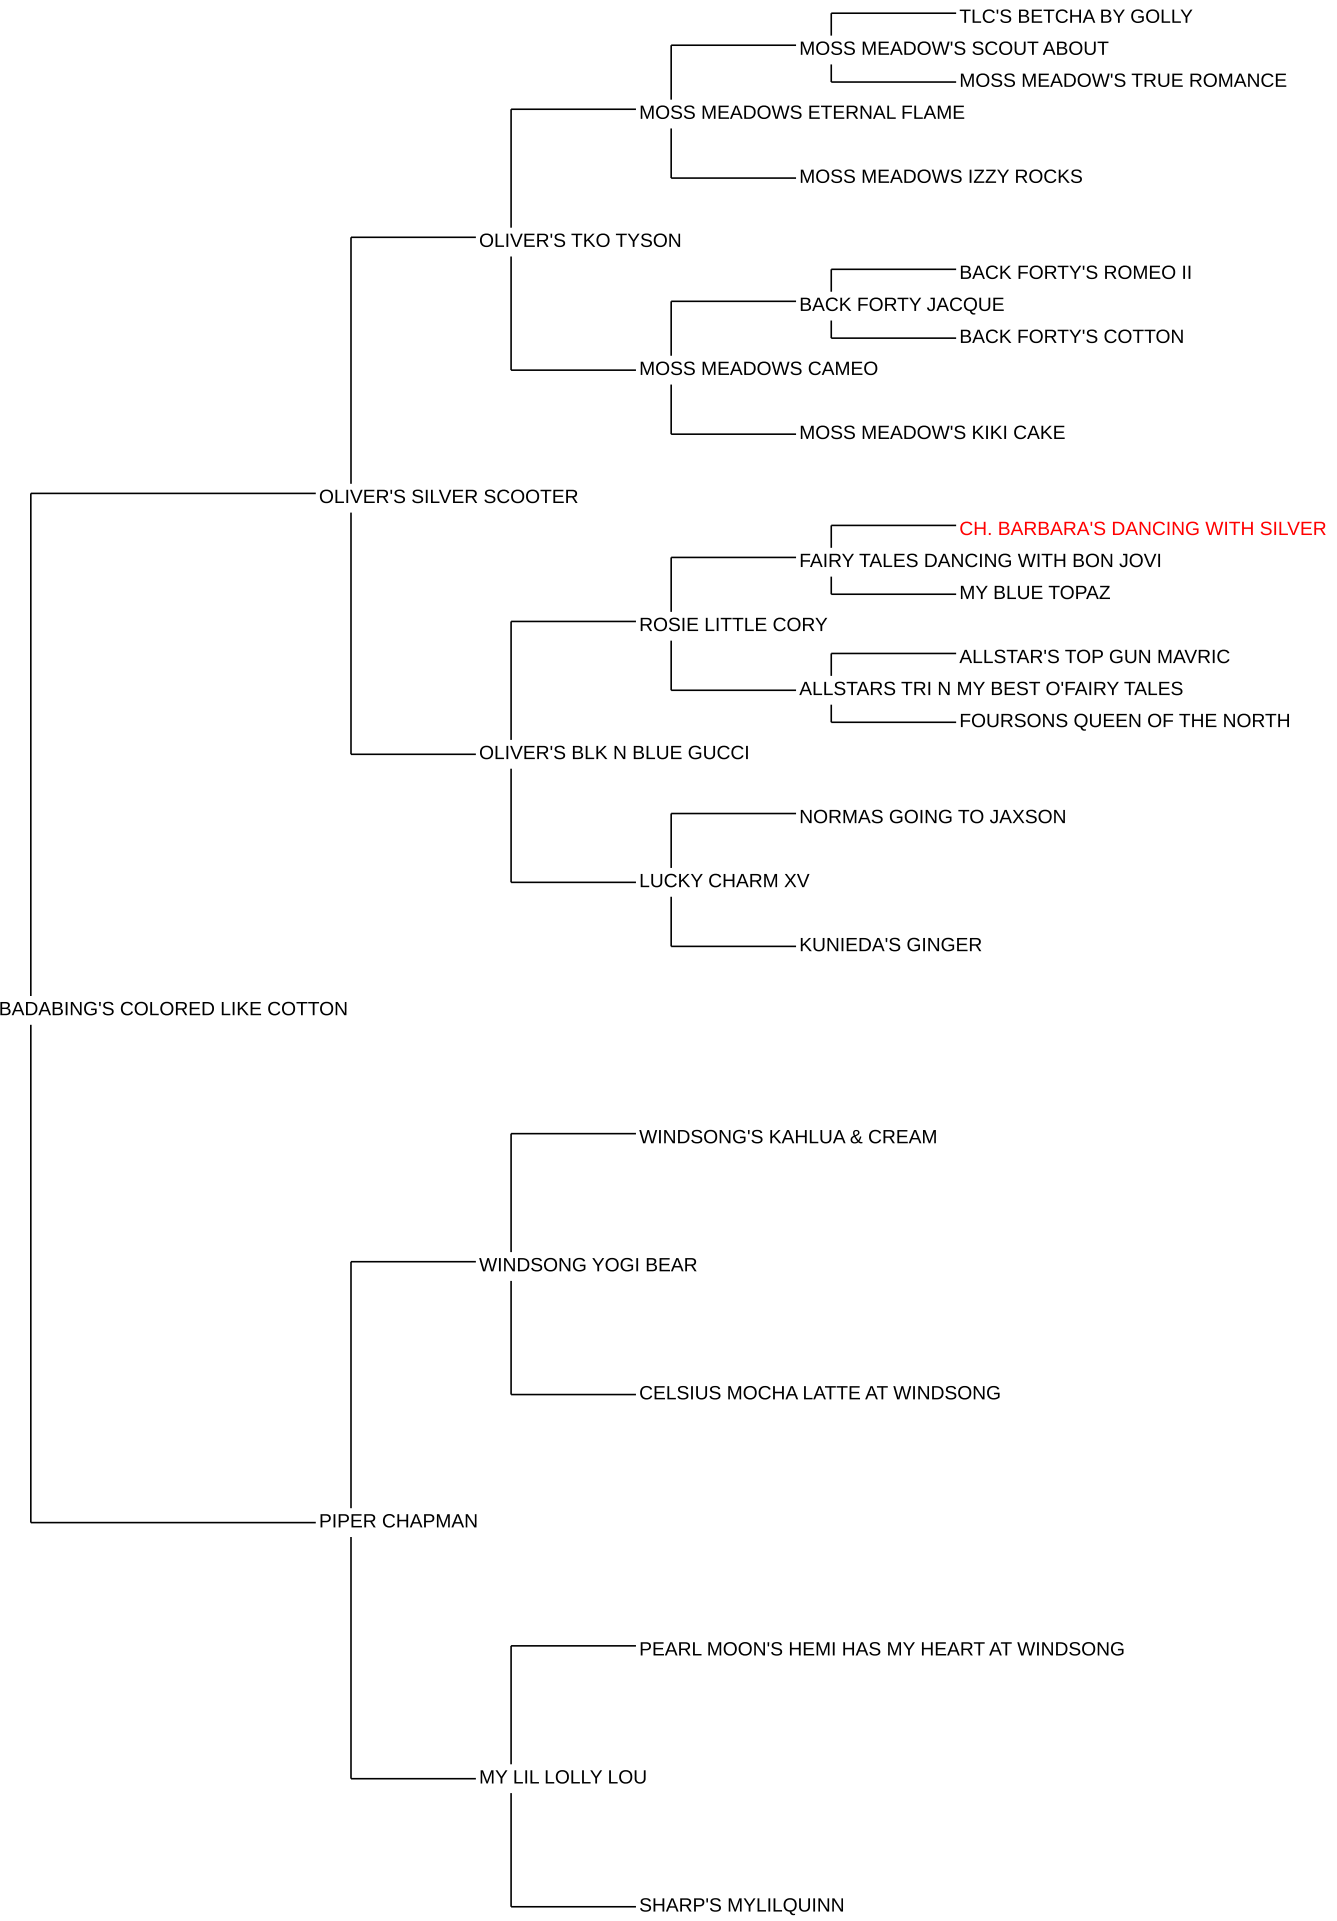 TLC'S BETCHA BY GOLLY
MOSS MEADOW'S SCOUT ABOUT
MOSS MEADOW'S TRUE ROMANCE
MOSS MEADOWS ETERNAL FLAME
MOSS MEADOWS IZZY ROCKS
OLIVER'S TKO TYSON
BACK FORTY'S ROMEO II
BACK FORTY JACQUE
BACK FORTY'S COTTON
MOSS MEADOWS CAMEO
MOSS MEADOW'S KIKI CAKE
OLIVER'S SILVER SCOOTER
CH. BARBARA'S DANCING WITH SILVER
FAIRY TALES DANCING WITH BON JOVI
MY BLUE TOPAZ
ROSIE LITTLE CORY
ALLSTAR'S TOP GUN MAVRIC
ALLSTARS TRI N MY BEST O'FAIRY TALES
FOURSONS QUEEN OF THE NORTH
OLIVER'S BLK N BLUE GUCCI
NORMAS GOING TO JAXSON
LUCKY CHARM XV
KUNIEDA'S GINGER
BADABING'S COLORED LIKE COTTON
WINDSONG'S KAHLUA & CREAM
WINDSONG YOGI BEAR
CELSIUS MOCHA LATTE AT WINDSONG
PIPER CHAPMAN
PEARL MOON'S HEMI HAS MY HEART AT WINDSONG
MY LIL LOLLY LOU
SHARP'S MYLILQUINN